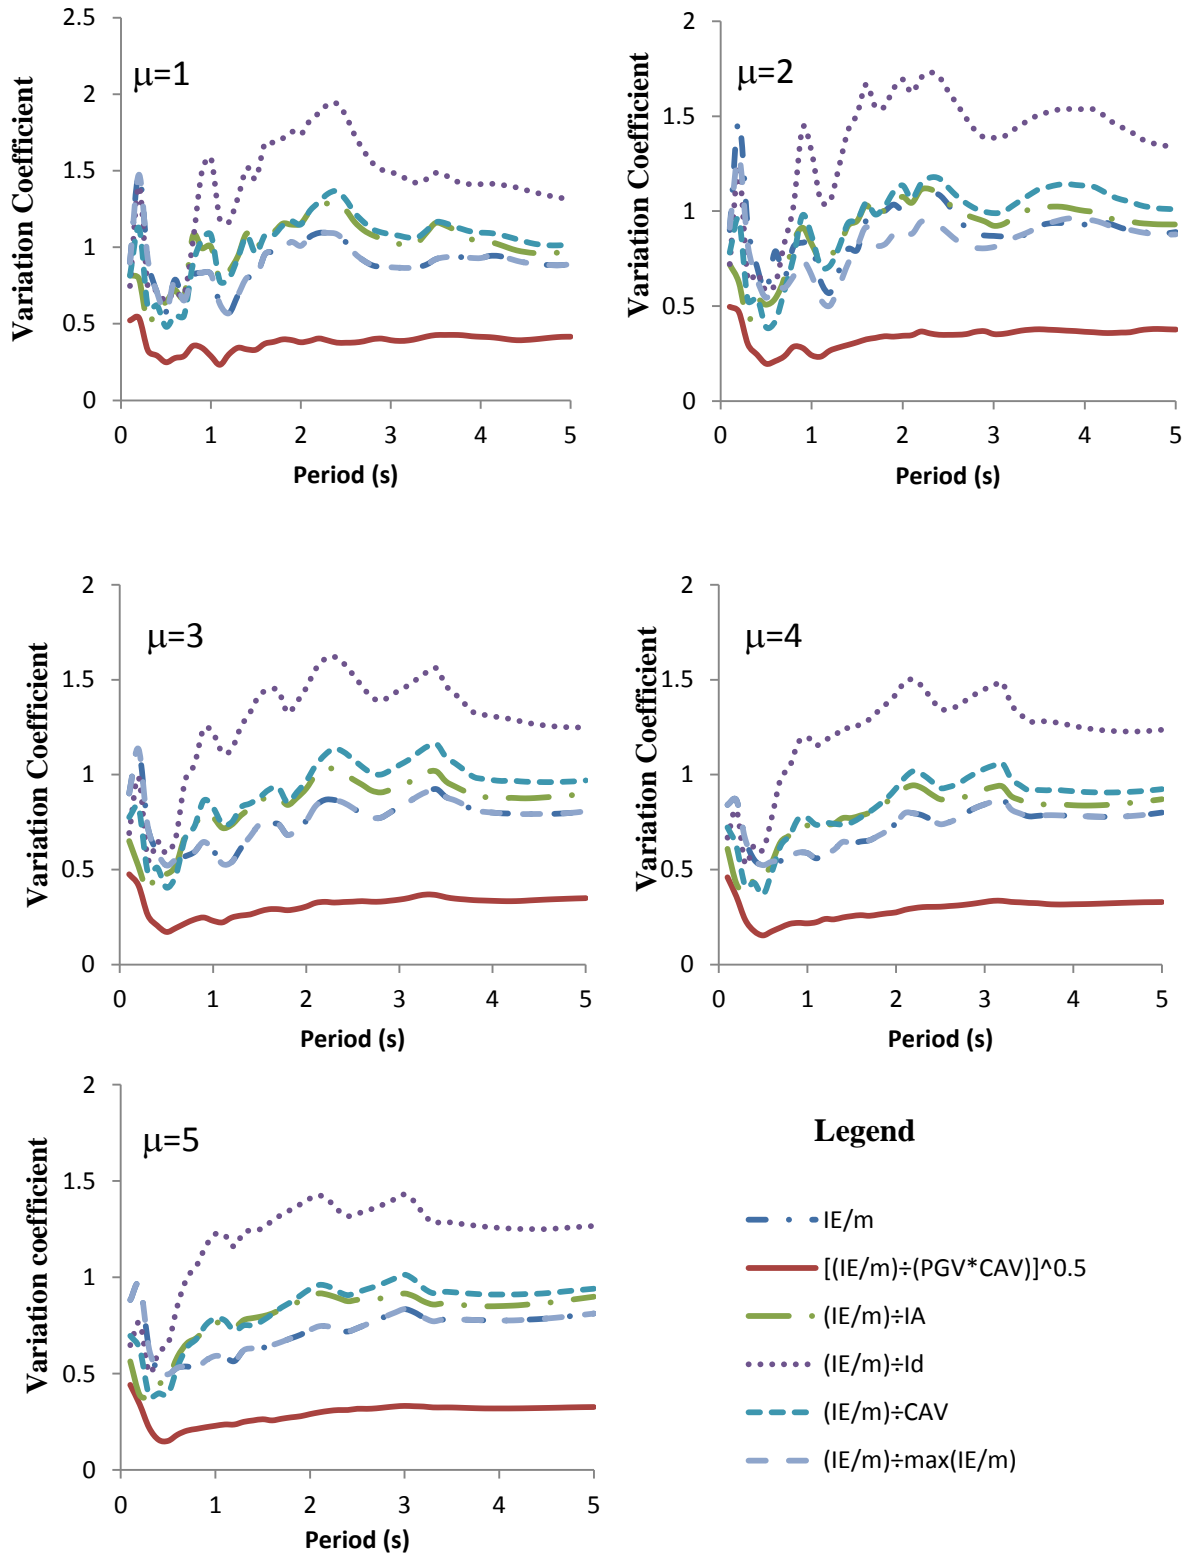 μ=1
Variation Coefficient
2.5
2
1.5
1
0.5
0
0 1 2 3 4 5
Period (s)
μ=2
Variation Coefficient
2
1.5
1
0.5
0
0 1 2 3 4 5
Period (s)
μ=3
Variation Coefficient
2
1.5
1
0.5
0
0 1 2 3 4 5
Period (s)
μ=4
Variation Coefficient
2
1.5
1
0.5
0
0 1 2 3 4 5
Period (s)
μ=5
Variation coefficient
2
1.5
1
0.5
0
0 1 2 3 4 5
Period (s)
Legend
IE/m
[(IE/m)÷(PGV*CAV)]^0.5
(IE/m)÷IA
(IE/m)÷Id
(IE/m)÷CAV
(IE/m)÷max(IE/m)